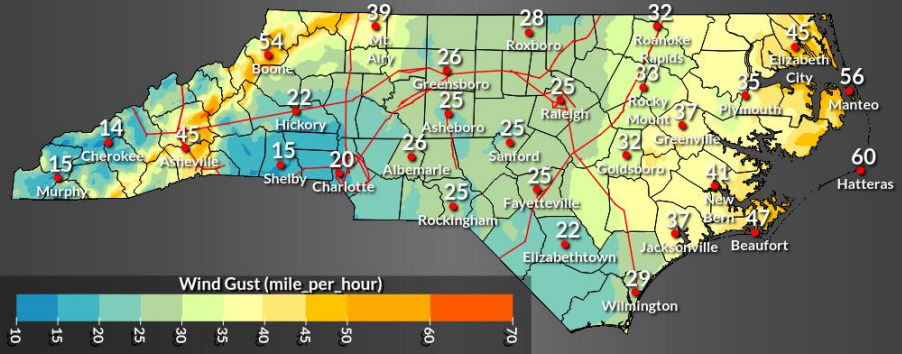 39
Mt.
Airy
28
Roxboro
32
Roanoke
Rapids
45
Elizabeth
City
54
Boone
26
Greensboro
33
Rocky
Mount
35
Plymouth
56
Manteo
22
Hickory
25
Asheboro
25
Raleigh
37
Greenville
14
Cherokee
45
Asheville
15
Shelby
20
Charlotte
26
Albemarle
25
Sanford
32
Goldsboro
60
Hatteras
15
Murphy
25
Rockingham
25
Fayetteville
41
New
Bern
22
Elizabethtown
37
Jacksonville
47
Beaufort
29
Wilmington
Wind Gust (mile_per_hour)
10 15 20 25 30 35 40 45 50 60 70